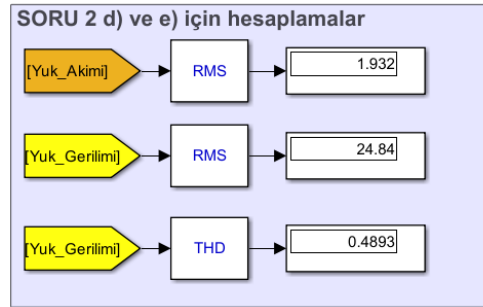 SORU 2 d) ve e) için hesaplamalar
[Yuk_Akimi] RMS 1.932
[Yuk_Gerilimi] RMS 24.84
[Yuk_Gerilimi] THD 0.4893